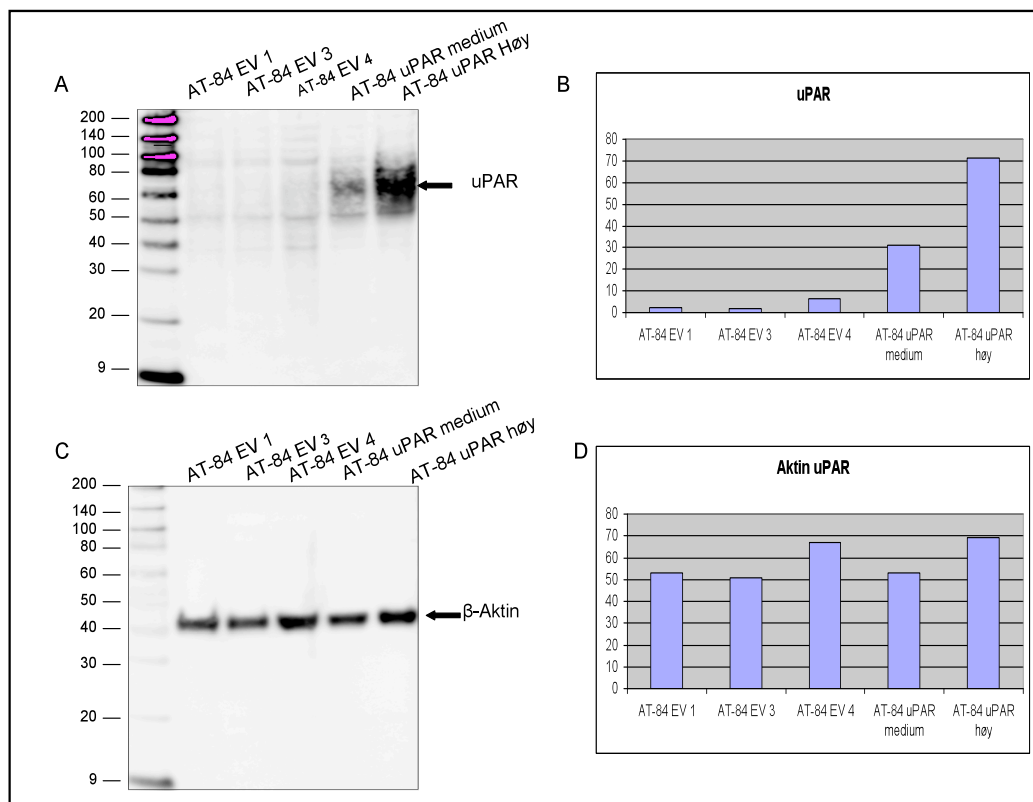 A
AT-84 EV 1
AT-84 EV 3
AT-84 EV 4
AT-84 uPAR medium
AT-84 uPAR Høy
200
140
100
80
60
50
40
30
20
9
uPAR
B
uPAR
80
70
60
50
40
30
20
10
0
AT-84 EV 1
AT-84 EV 3
AT-84 EV 4
AT-84 uPAR
medium
AT-84 uPAR
høy
C
AT-84 EV 1
AT-84 EV 3
AT-84 EV 4
AT-84 uPAR medium
AT-84 uPAR høy
200
140
100
80
60
50
40
30
20
9
β-Aktin
D
Aktin uPAR
80
70
60
50
40
30
20
10
0
AT-84 EV 1
AT-84 EV 3
AT-84 EV 4
AT-84 uPAR
medium
AT-84 uPAR
høy